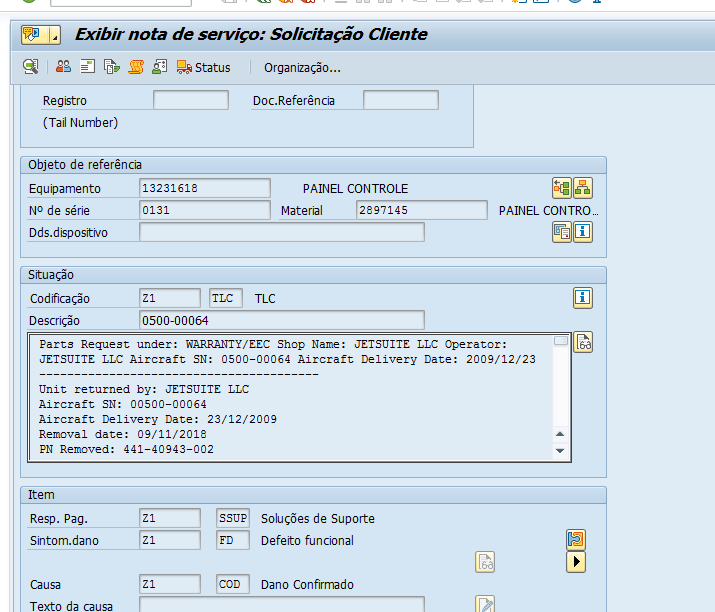 Exibir nota de serviço: Solicitação Cliente
Status Organização...
Registro Doc.Referência
(Tail Number)
Objeto de referência
Equipamento 13231618 PAINEL CONTROLE
Nº de série 0131 Material 2897145 PAINEL CONTRO...
Dds.dispositivo
Situação
Codificação Z1 TLC TLC
Descrição 0500-00064
Parts Request under: WARRANTY/EEC Shop Name: JETSUITE LLC Operator:
JETSUITE LLC Aircraft SN: 0500-00064 Aircraft Delivery Date: 2009/12/23
----------------------------------------
Unit returned by: JETSUITE LLC
Aircraft SN: 00500-00064
Aircraft Delivery Date: 23/12/2009
Removal date: 09/11/2018
PN Removed: 441-40943-002
Item
Resp. Pag. Z1 SSUP Soluções de Suporte
Sintom.dano Z1 FD Defeito funcional
Causa Z1 COD Dano Confirmado
Texto da causa